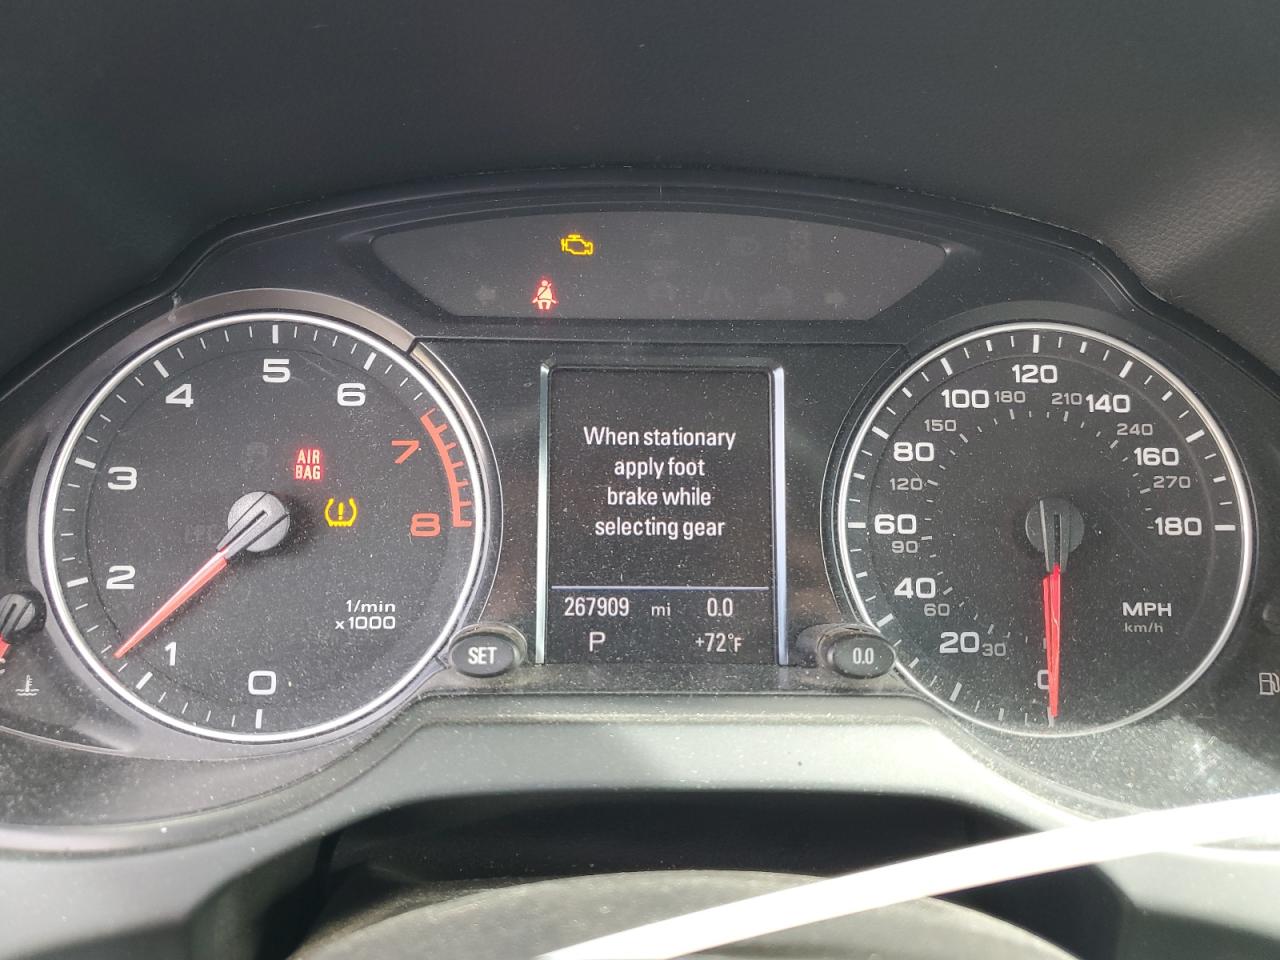 5
4
6
3
7
2
8
1
0
AIR
BAG
1/min
x1000
SET
When stationary
apply foot
brake while
selecting gear
267909 mi 0.0
P +72°F
0.0
120
100 180 210 140
150 240
80 160
120 270
60 180
90
40
60
20 30
0
MPH
km/h